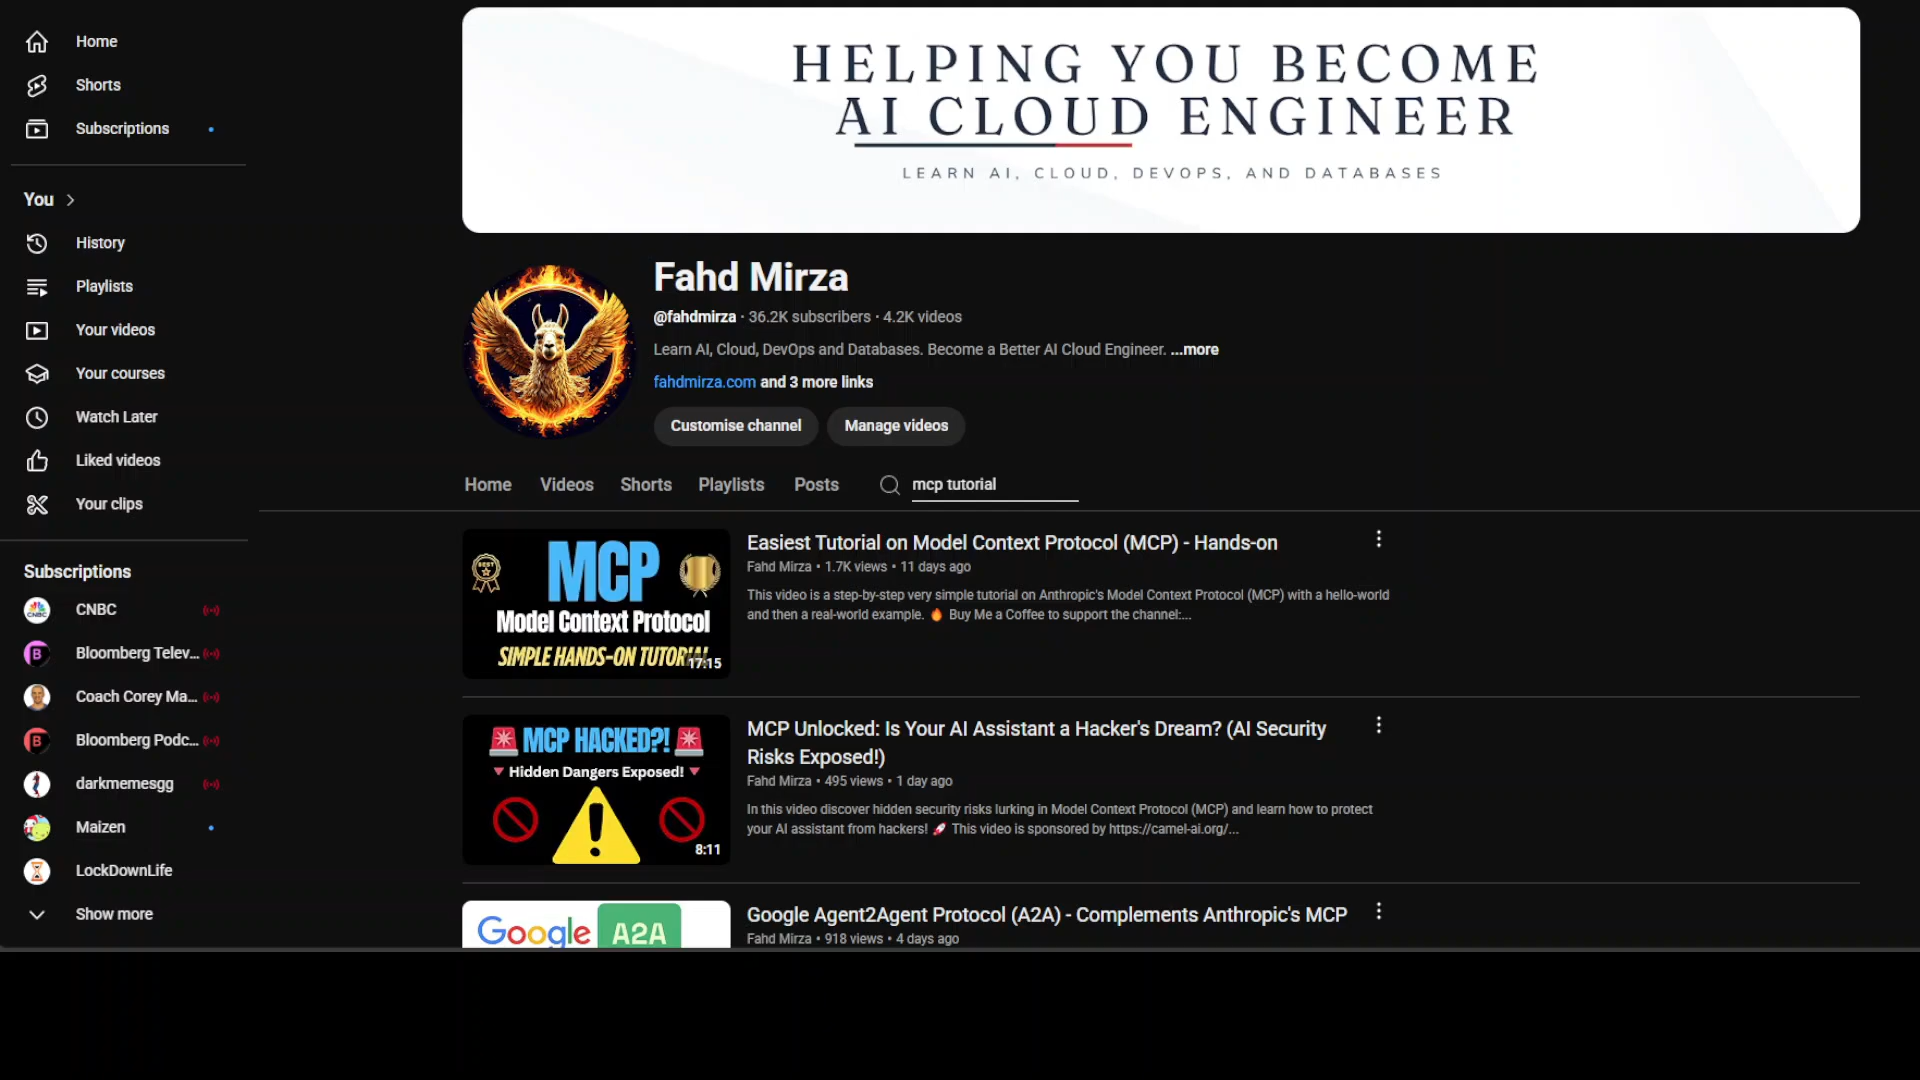 Home
Shorts
Subscriptions
You
History
Playlists
Your videos
Your courses
Watch Later
Liked videos
Your clips
Subscriptions
CNBC
Bloomberg Telev...
Coach Corey Ma...
Bloomberg Podc...
darkmemesgg
Maizen
LockDownLife
Show more
HELPING YOU BECOME
AI CLOUD ENGINEER
LEARN AI, CLOUD, DEVOPS, AND DATABASES
Fahd Mirza
@fahdmirza · 36.2K subscribers · 4.2K videos
Learn AI, Cloud, DevOps and Databases. Become a Better AI Cloud Engineer. ...more
fahdmirza.com and 3 more links
Customise channel Manage videos
Home Videos Shorts Playlists Posts mcp tutorial
BEST
MCP
Model Context Protocol
SIMPLE HANDS-ON TUTORIAL
17:15
Easiest Tutorial on Model Context Protocol (MCP) - Hands-on
Fahd Mirza • 1.7K views • 11 days ago
This video is a step-by-step very simple tutorial on Anthropic's Model Context Protocol (MCP) with a hello-world
and then a real-world example. 🔥 Buy Me a Coffee to support the channel:...
MCP HACKED?!
Hidden Dangers Exposed!
8:11
MCP Unlocked: Is Your AI Assistant a Hacker's Dream? (AI Security
Risks Exposed!)
Fahd Mirza • 495 views • 1 day ago
In this video discover hidden security risks lurking in Model Context Protocol (MCP) and learn how to protect
your AI assistant from hackers! 🚀 This video is sponsored by https://camel-ai.org/...
Google A2A
Google Agent2Agent Protocol (A2A) - Complements Anthropic's MCP
Fahd Mirza • 918 views • 4 days ago